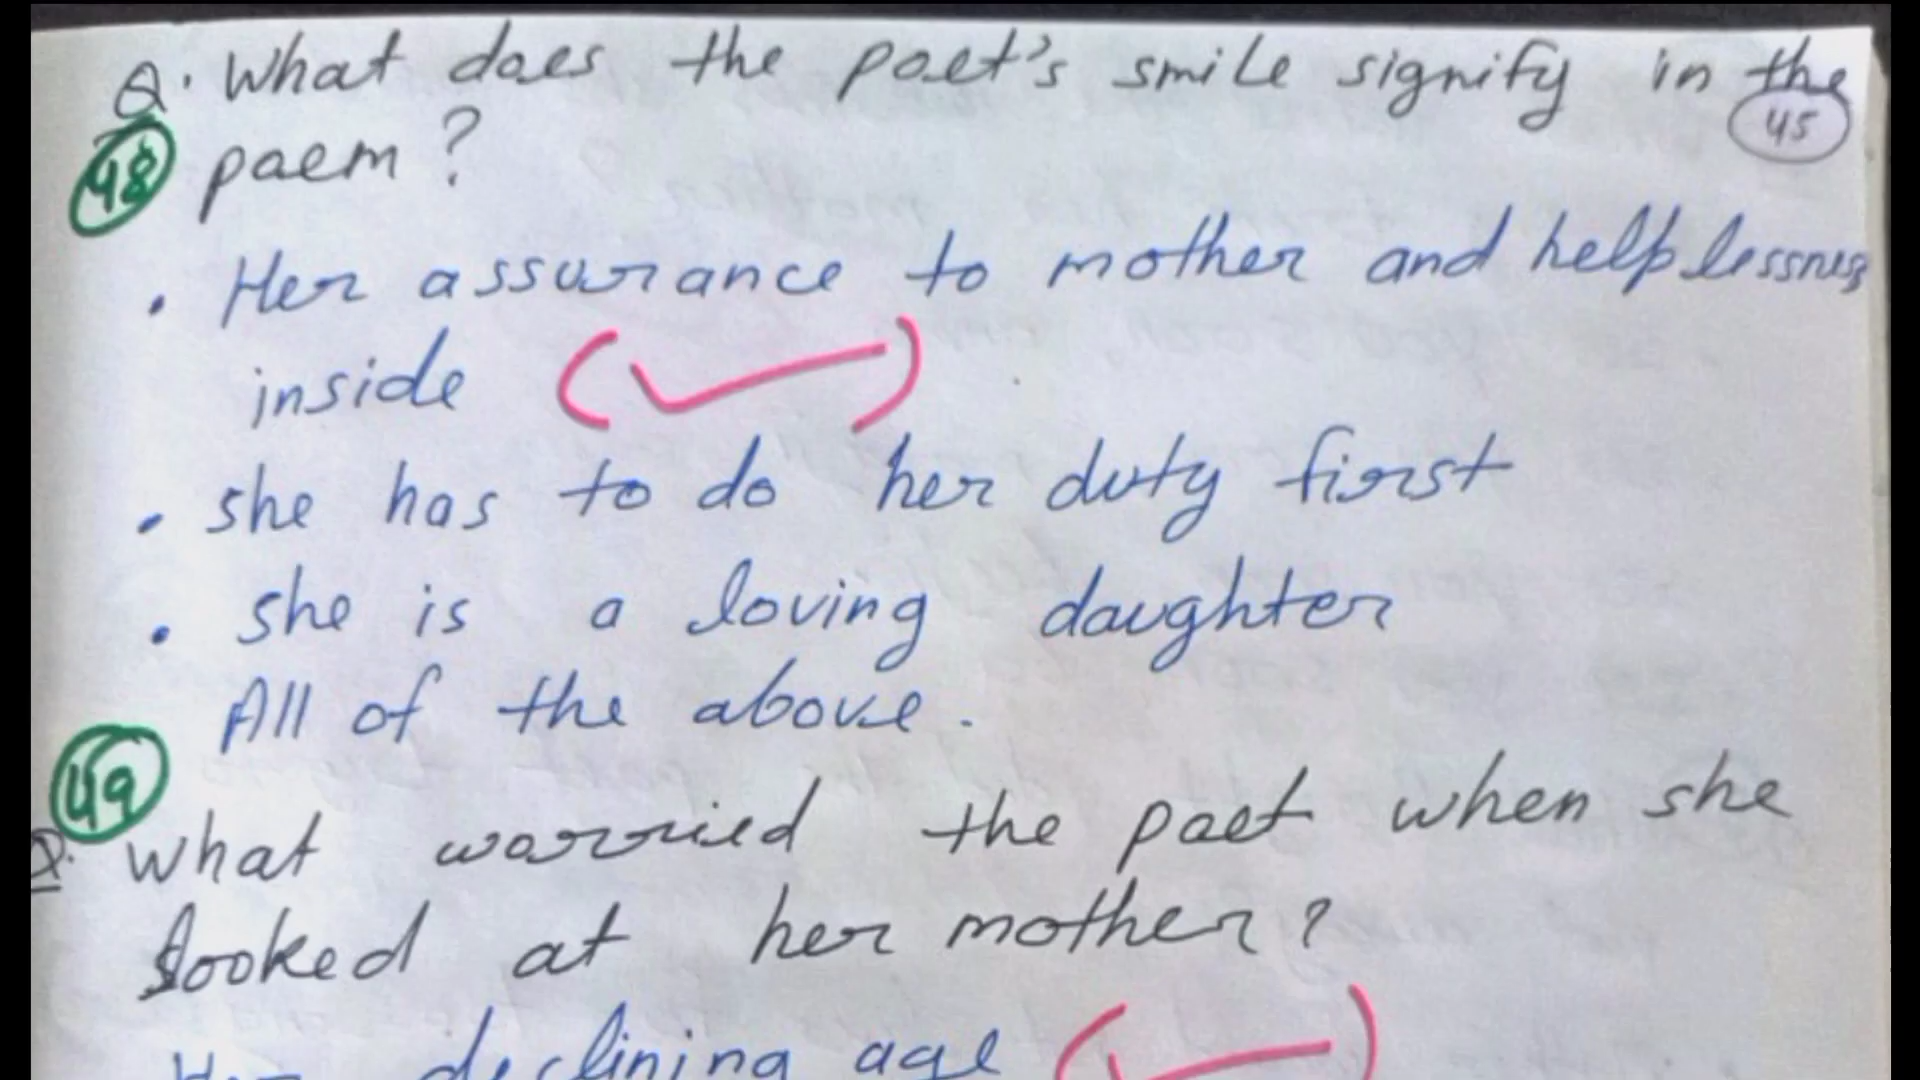 Q. What does the poet's smile signify in the
45
48 poem?
. Her assurance to mother and helplessness
inside (✓)
. she has to do her duty first
. she is a loving daughter
All of the above.
49
Q. What worried the poet when she
looked at her mother?
Her declining age (✓)